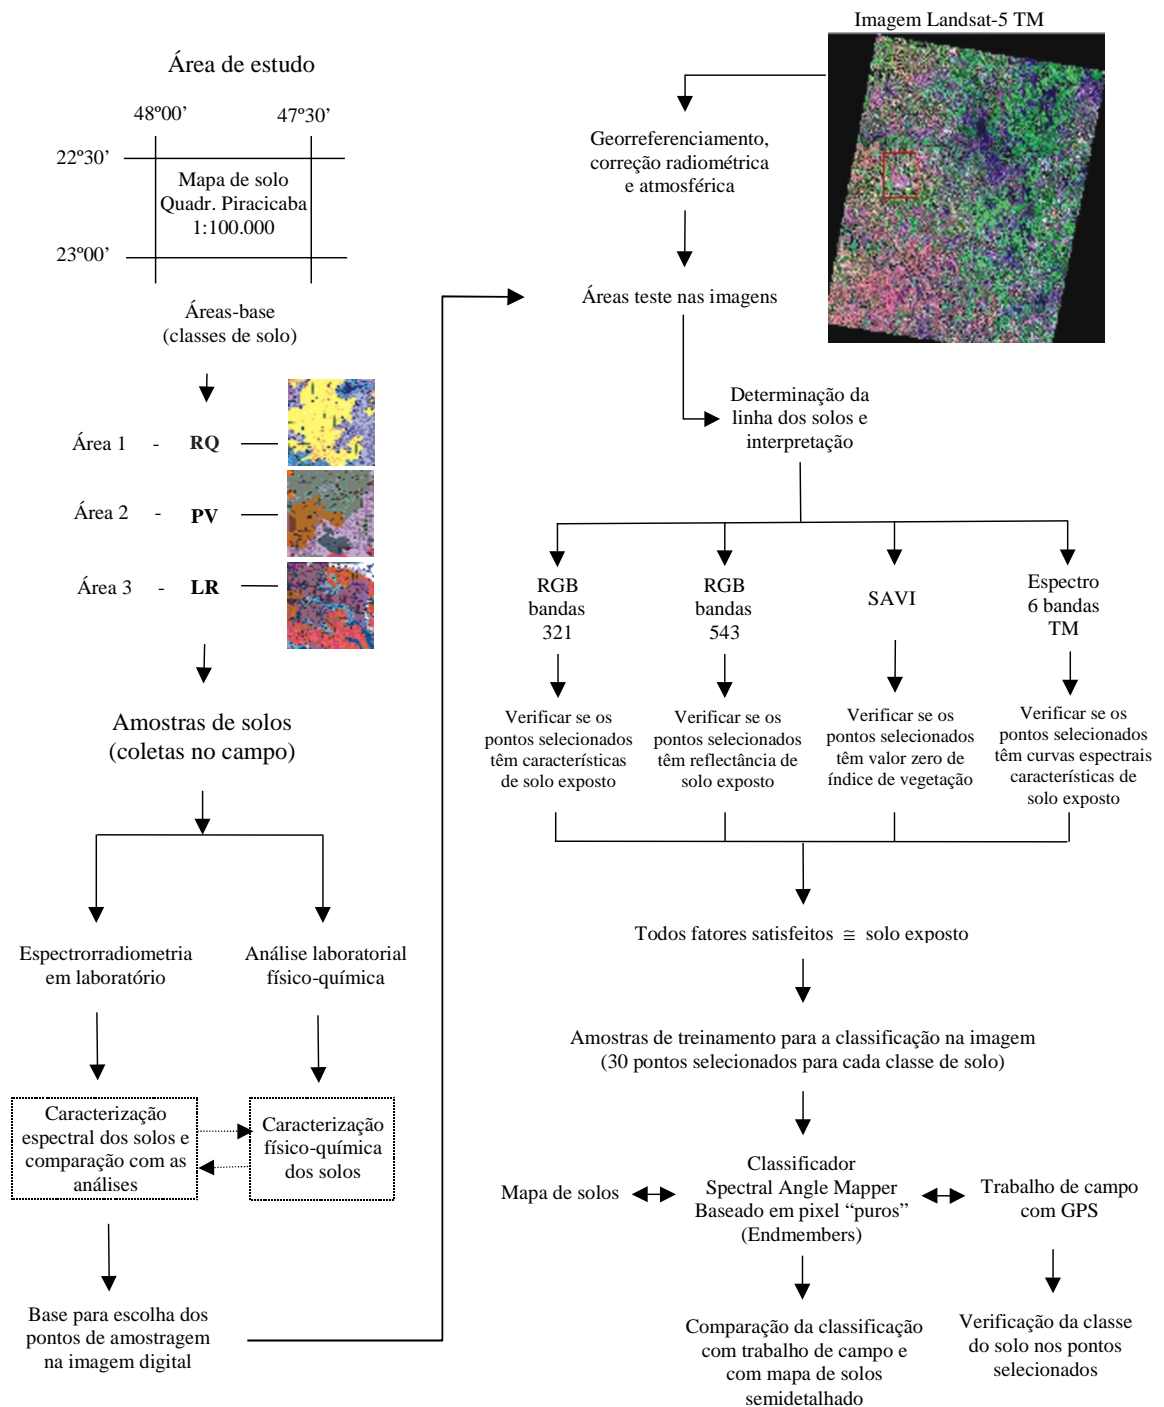 Imagem Landsat-5 TM
Área de estudo
48º00’ 47º30’
22º30’
Mapa de solo
Quadr. Piracicaba
1:100.000
23º00’
Áreas-base
(classes de solo)
Área 1 - RQ
Área 2 - PV
Área 3 - LR
Amostras de solos
(coletas no campo)
Espectrorradiometria
em laboratório
Análise laboratorial
físico-química
Caracterização
espectral dos solos e
comparação com as
análises
Caracterização
físico-química
dos solos
Base para escolha dos
pontos de amostragem
na imagem digital
Georreferenciamento,
correção radiométrica
e atmosférica
Áreas teste nas imagens
Determinação da
linha dos solos e
interpretação
RGB
bandas
321
RGB
bandas
543
SAVI
Espectro
6 bandas
TM
Verificar se os
pontos selecionados
têm características
de solo exposto
Verificar se os
pontos selecionados
têm reflectância de
solo exposto
Verificar se os
pontos selecionados
têm valor zero de
índice de vegetação
Verificar se os
pontos selecionados
têm curvas espectrais
características de
solo exposto
Todos fatores satisfeitos ≅ solo exposto
Amostras de treinamento para a classificação na imagem
(30 pontos selecionados para cada classe de solo)
Mapa de solos
Classificador
Spectral Angle Mapper
Baseado em pixel “puros”
(Endmembers)
Trabalho de campo
com GPS
Comparação da classificação
com trabalho de campo e
com mapa de solos
semidetalhado
Verificação da classe
do solo nos pontos
selecionados